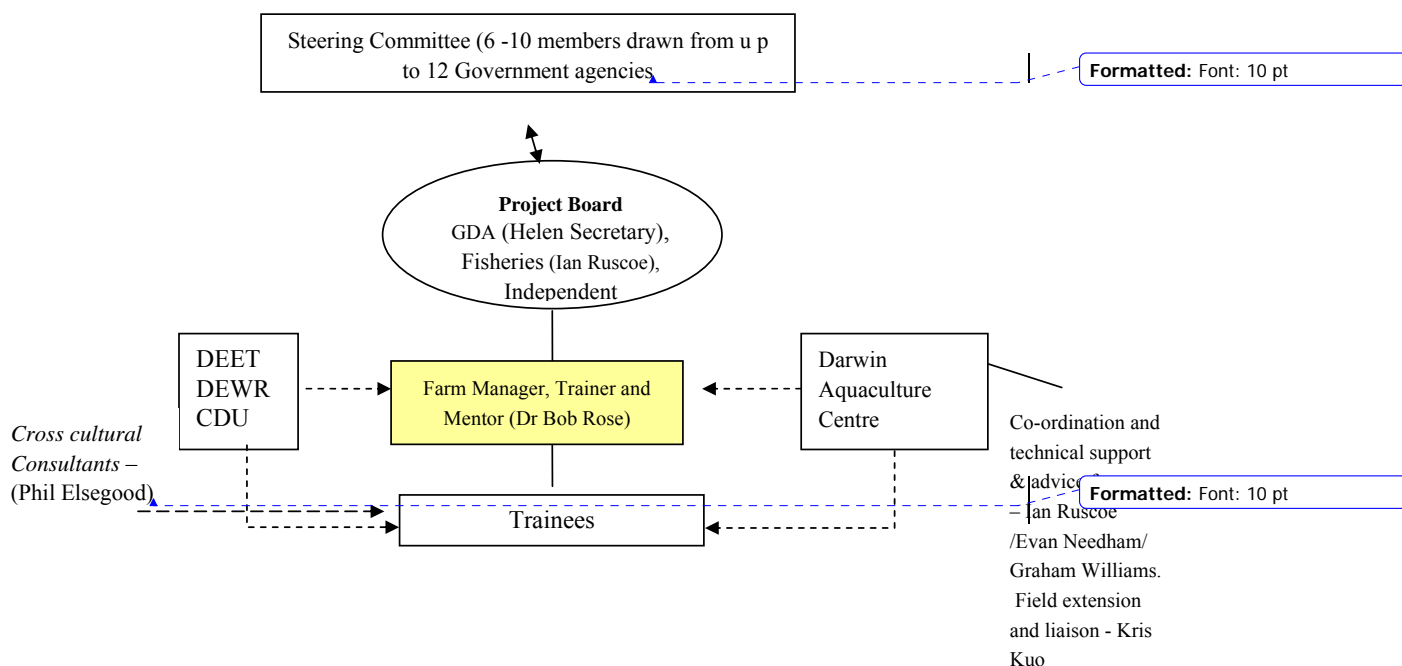 Steering Committee (6 -10 members drawn from u p
to 12 Government agencies
Formatted: Font: 10 pt
Project Board
GDA (Helen Secretary),
Fisheries (Ian Ruscoe),
Independent
DEET
DEWR
CDU
Farm Manager, Trainer and
Mentor (Dr Bob Rose)
Darwin
Aquaculture
Centre
Cross cultural
Consultants –
(Phil Elsegood)
Trainees
Co-ordination and
technical support
& advice
– Ian Ruscoe
/Evan Needham/
Graham Williams.
Field extension
and liaison - Kris
Kuo
Formatted: Font: 10 pt